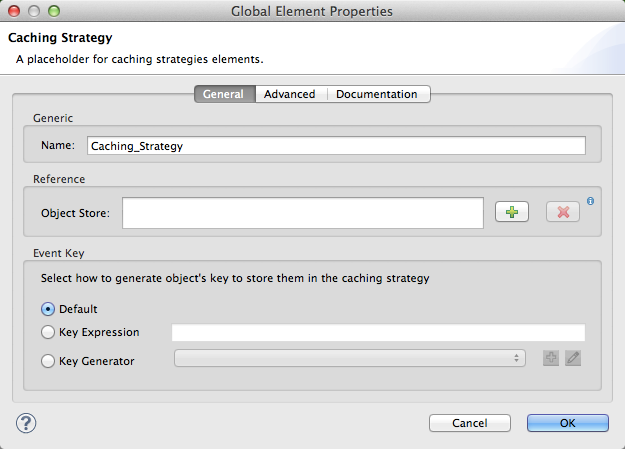 Global Element Properties
Caching Strategy
A placeholder for caching strategies elements.
General Advanced Documentation
Generic
Name: Caching_Strategy
Reference
Object Store:
Event Key
Select how to generate object's key to store them in the caching strategy
Default
Key Expression
Key Generator
Cancel OK